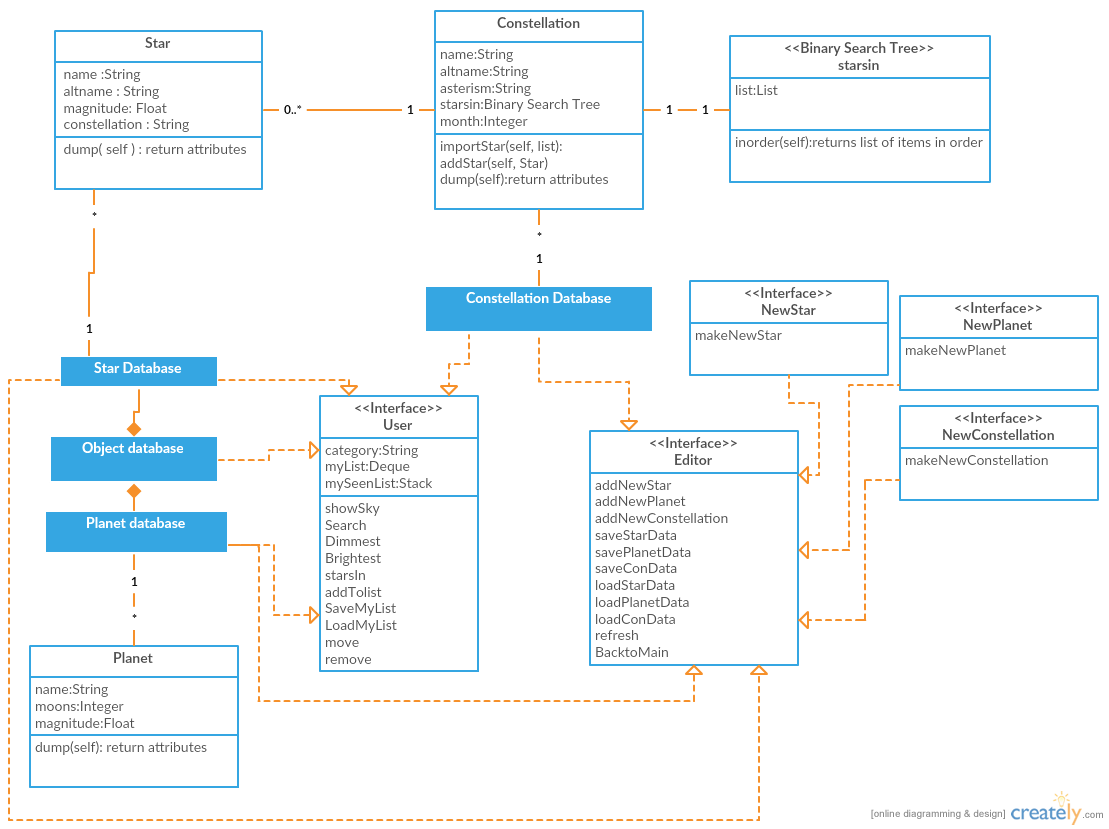 Star
name :String
altname : String
magnitude: Float
constellation : String
dump( self ) : return attributes
0..*
1
Constellation
name:String
altname:String
asterism:String
starsin:Binary Search Tree
month:Integer
importStar(self, list):
addStar(self, Star)
dump(self):return attributes
1
1
<<Binary Search Tree>>
starsin
list:List
inorder(self):returns list of items in order
*
1
*
1
Constellation Database
Star Database
Object database
Planet database
1
*
Planet
name:String
moons:Integer
magnitude:Float
dump(self): return attributes
<<Interface>>
User
category:String
myList:Deque
mySeenList:Stack
showSky
Search
Dimmest
Brightest
starsIn
addTolist
SaveMyList
LoadMyList
move
remove
<<Interface>>
Editor
addNewStar
addNewPlanet
addNewConstellation
saveStarData
savePlanetData
saveConData
loadStarData
loadPlanetData
loadConData
refresh
BacktoMain
<<Interface>>
NewStar
makeNewStar
<<Interface>>
NewPlanet
makeNewPlanet
<<Interface>>
NewConstellation
makeNewConstellation
[online diagramming & design] creately.com